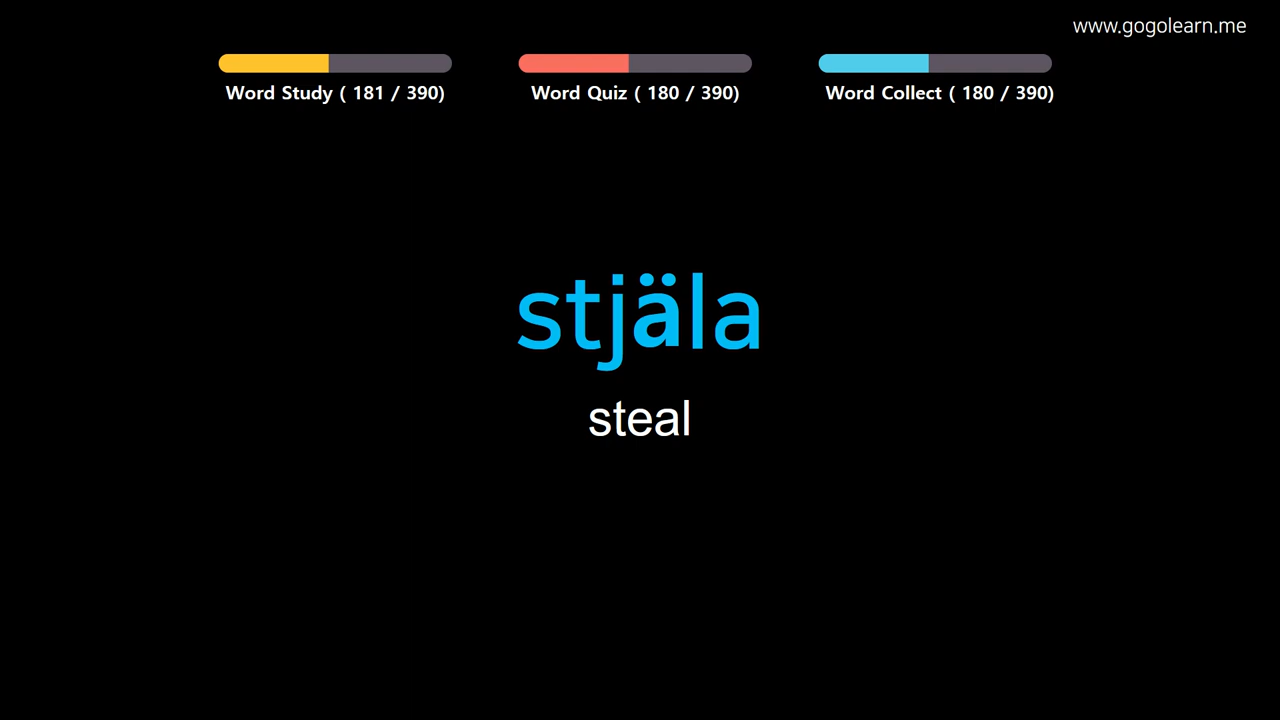 www.gogolearn.me
Word Study ( 181 / 390)
Word Quiz ( 180 / 390)
Word Collect ( 180 / 390)
stjäla
steal